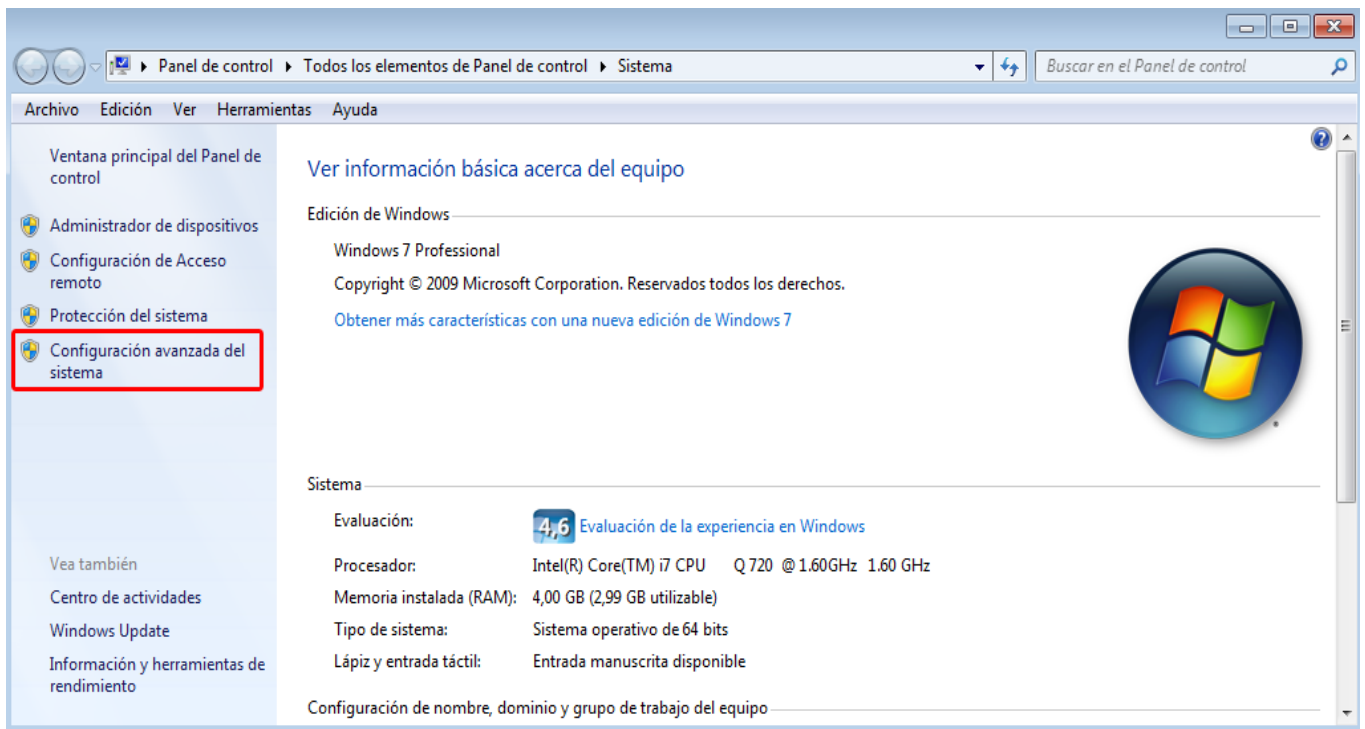 Panel de control Todos los elementos de Panel de control Sistema
Buscar en el Panel de control
Archivo Edición Ver Herramientas Ayuda
Ventana principal del Panel de
control
Administrador de dispositivos
Configuración de Acceso
remoto
Protección del sistema
Configuración avanzada del
sistema
Vea también
Centro de actividades
Windows Update
Información y herramientas de
rendimiento
Ver información básica acerca del equipo
Edición de Windows
Windows 7 Professional
Copyright © 2009 Microsoft Corporation. Reservados todos los derechos.
Obtener más características con una nueva edición de Windows 7
Sistema
Evaluación: 4,6 Evaluación de la experiencia en Windows
Procesador: Intel(R) Core(TM) i7 CPU Q 720 @ 1.60GHz 1.60 GHz
Memoria instalada (RAM): 4,00 GB (2,99 GB utilizable)
Tipo de sistema: Sistema operativo de 64 bits
Lápiz y entrada táctil: Entrada manuscrita disponible
Configuración de nombre, dominio y grupo de trabajo del equipo